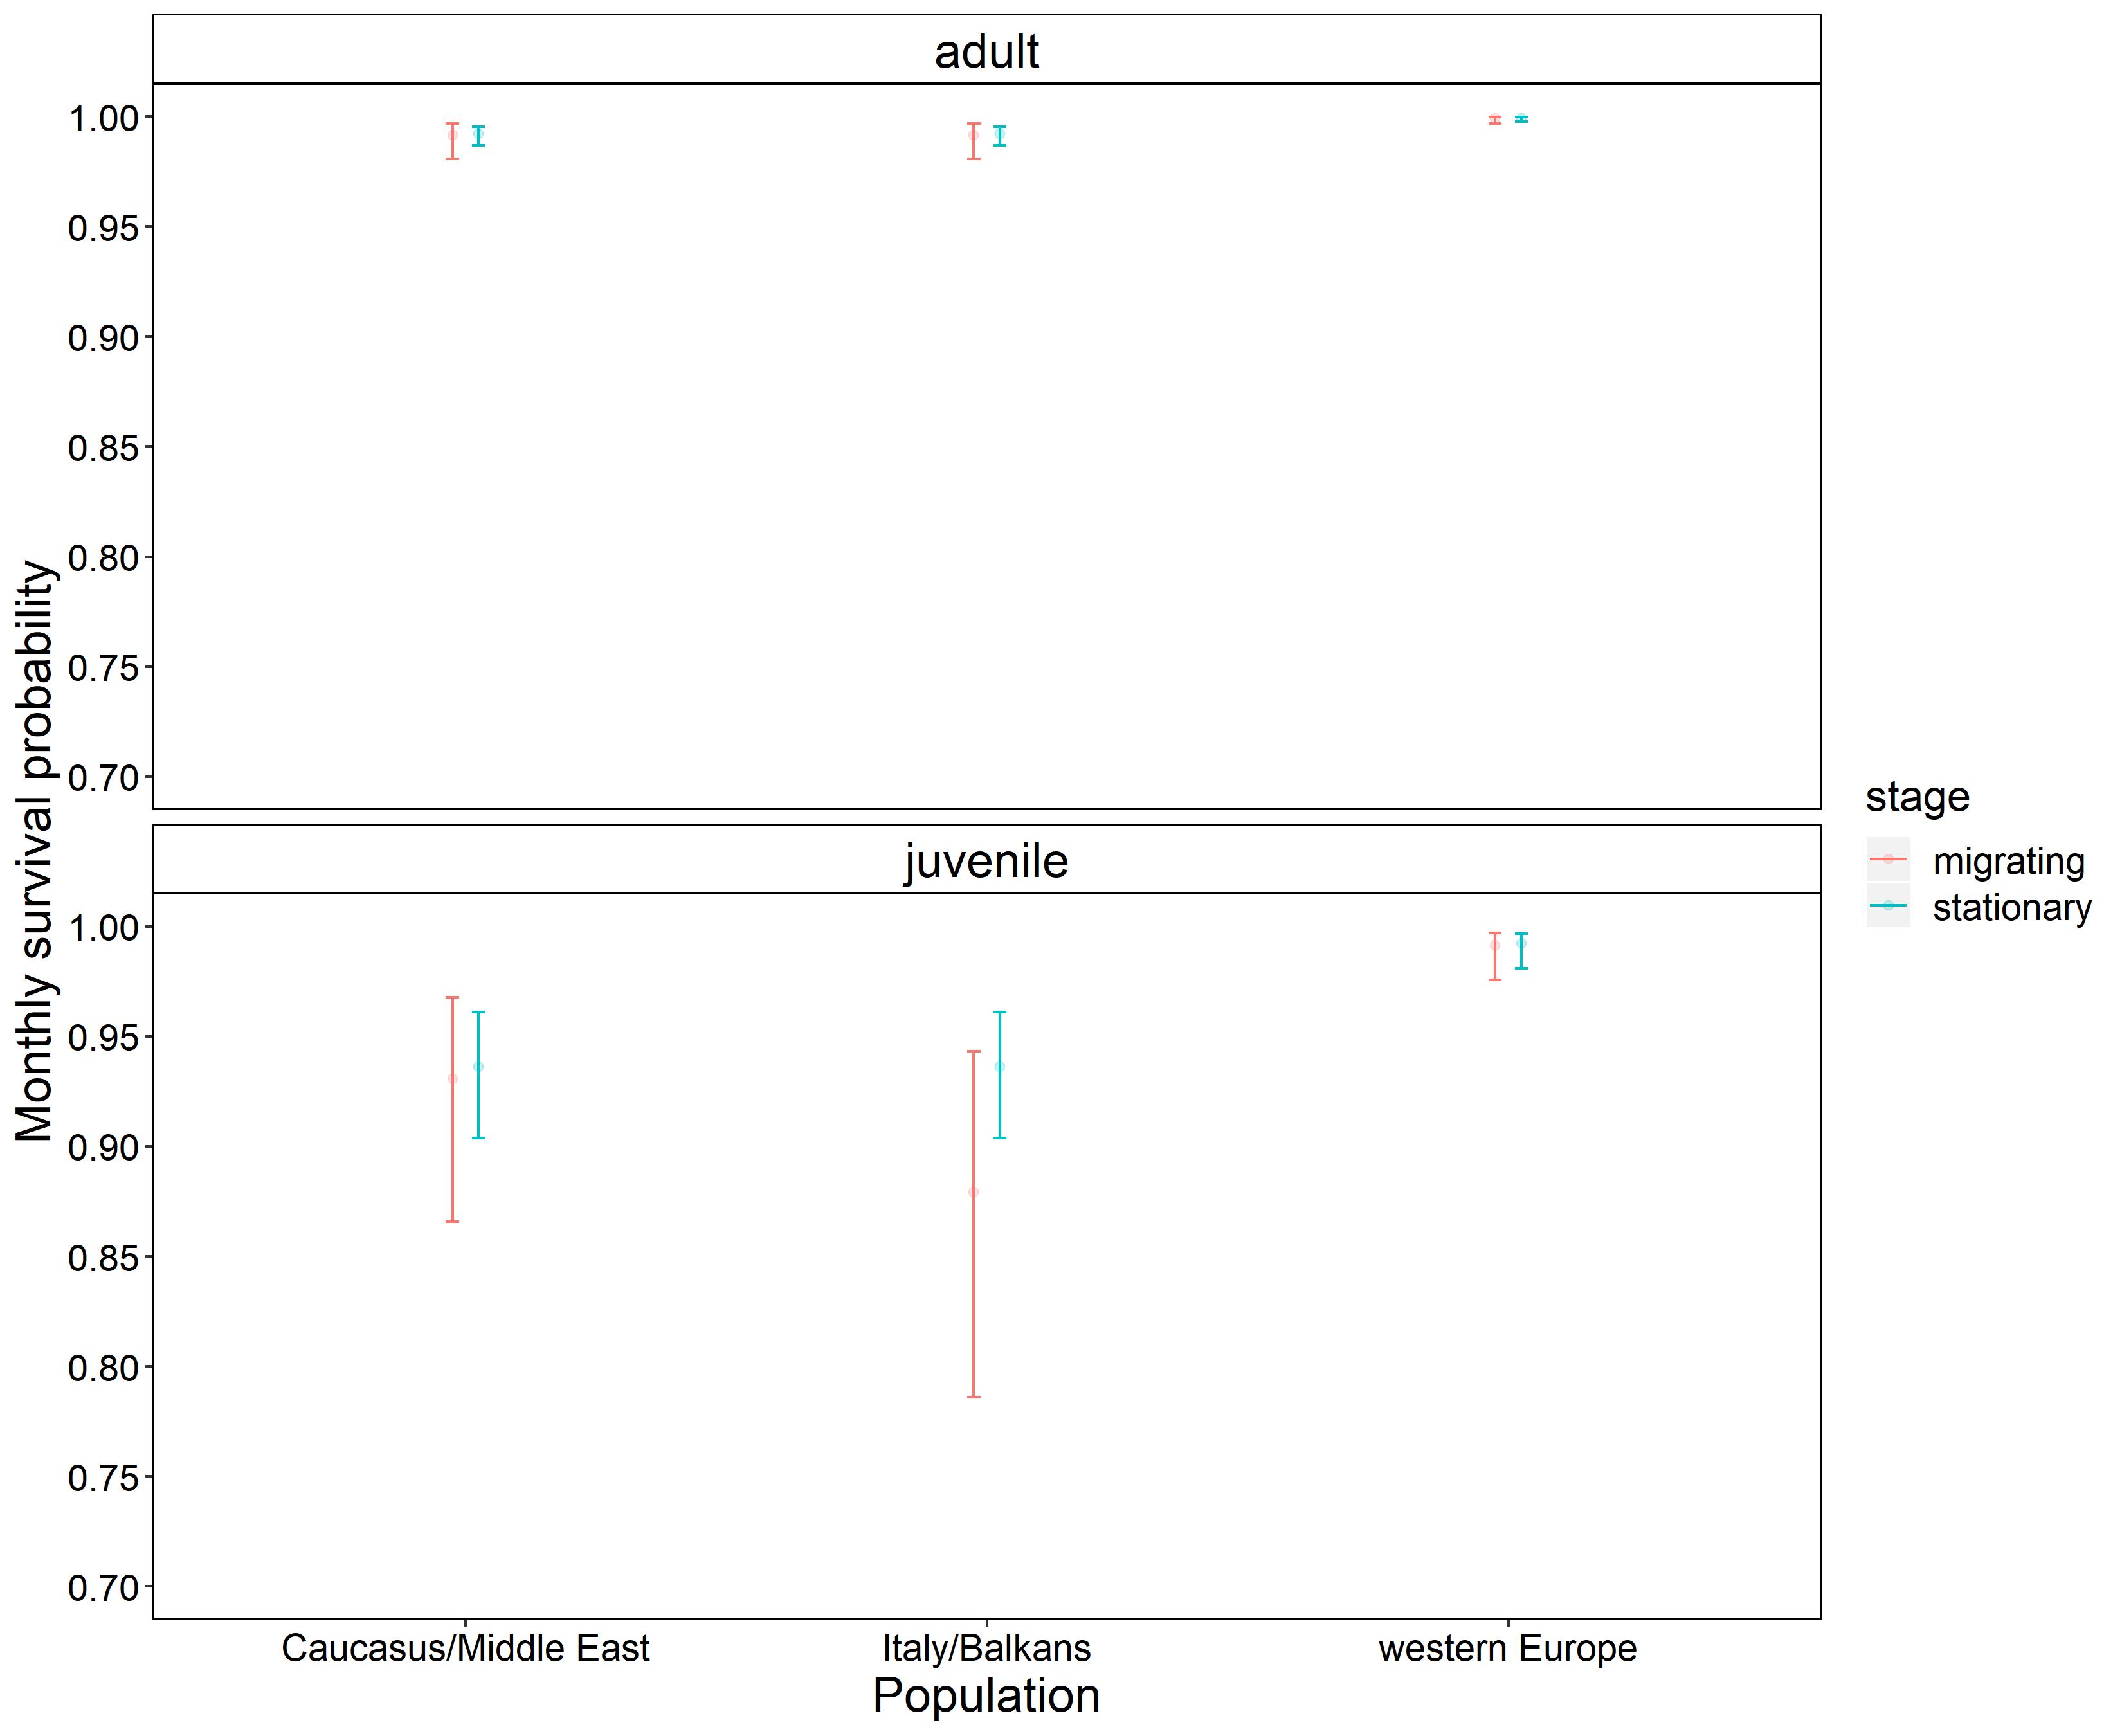 adult
1.00
0.95
0.90
0.85
0.80
0.75
0.70
juvenile
1.00
0.95
0.90
0.85
0.80
0.75
0.70
Monthly survival probability
Caucasus/Middle East
Italy/Balkans
western Europe
Population
stage
migrating
stationary